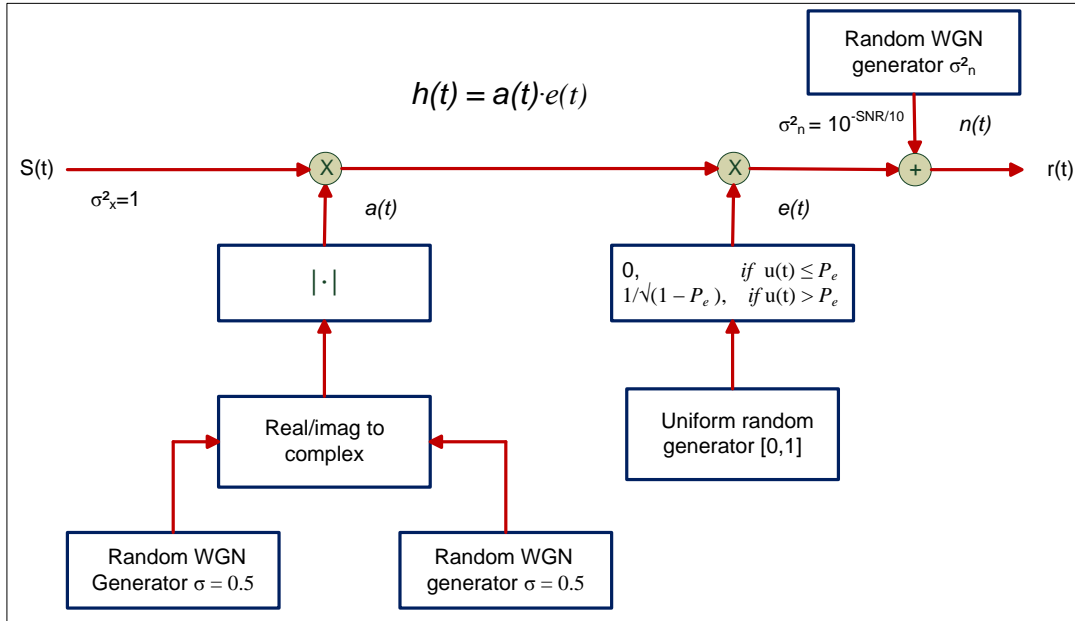 Random WGN
generator σ²n
h(t) = a(t)·e(t)
σ²n = 10^-SNR/10
n(t)
S(t)
X
X
+
r(t)
σ²x=1
a(t)
e(t)
|·|
0, if u(t) ≤ Pe
1/√(1 − Pe), if u(t) > Pe
Real/imag to
complex
Uniform random
generator [0,1]
Random WGN
Generator σ = 0.5
Random WGN
generator σ = 0.5